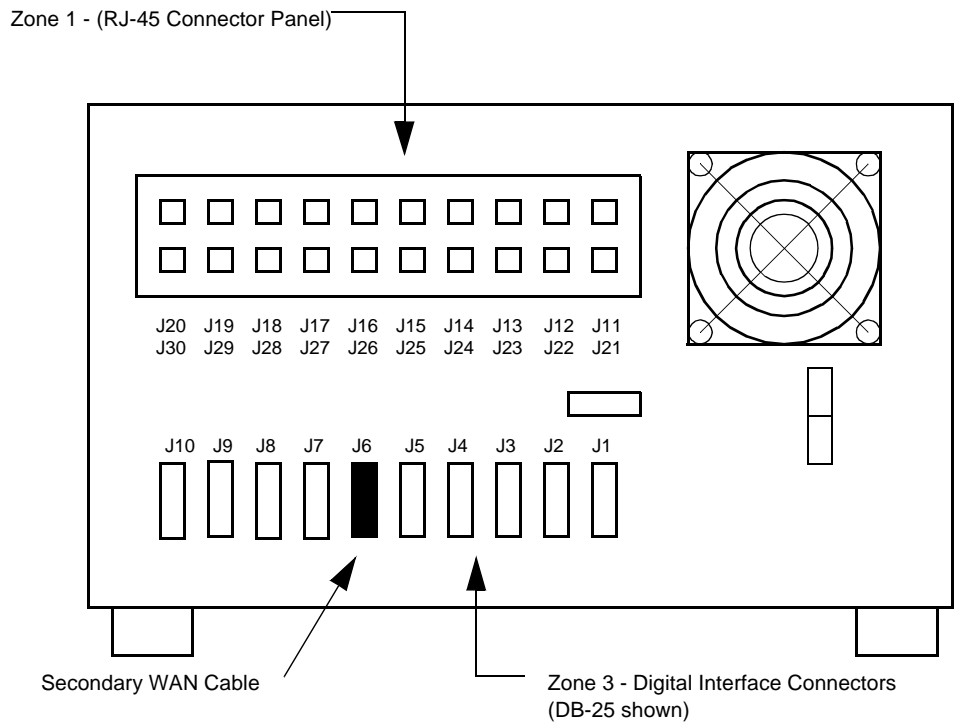 Zone 1 - (RJ-45 Connector Panel)
J20 J19 J18 J17 J16 J15 J14 J13 J12 J11
J30 J29 J28 J27 J26 J25 J24 J23 J22 J21
J10 J9 J8 J7 J6 J5 J4 J3 J2 J1
Secondary WAN Cable
Zone 3 - Digital Interface Connectors
(DB-25 shown)